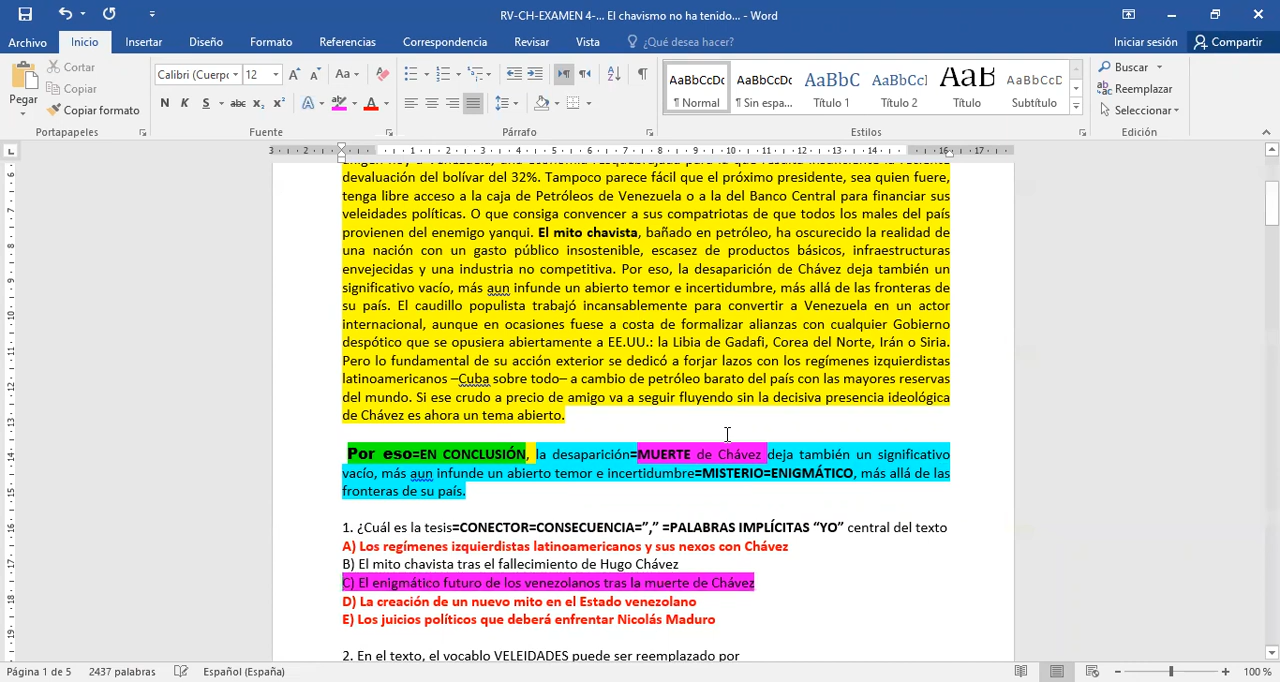 RV-CH-EXAMEN 4-... El chavismo no ha tenido... - Word
Archivo Inicio Insertar Diseño Formato Referencias Correspondencia Revisar Vista ¿Qué desea hacer? Iniciar sesión Compartir
Pegar
Cortar
Copiar
Copiar formato
Portapapeles
Calibri (Cuerpo 12
Fuente
Párrafo
AaBbCcDc AaBbCcDc AaBbC AaBbCcI AaB AaBbCcD
¶ Normal ¶ Sin espa... Título 1 Título 2 Título Subtítulo
Estilos
Buscar
Reemplazar
Seleccionar
Edición
devaluación del bolívar del 32%. Tampoco parece fácil que el próximo presidente, sea quien fuere,
tenga libre acceso a la caja de Petróleos de Venezuela o a la del Banco Central para financiar sus
veleidades políticas. O que consiga convencer a sus compatriotas de que todos los males del país
provienen del enemigo yanqui. El mito chavista, bañado en petróleo, ha oscurecido la realidad de
una nación con un gasto público insostenible, escasez de productos básicos, infraestructuras
envejecidas y una industria no competitiva. Por eso, la desaparición de Chávez deja también un
significativo vacío, más aun infunde un abierto temor e incertidumbre, más allá de las fronteras de
su país. El caudillo populista trabajó incansablemente para convertir a Venezuela en un actor
internacional, aunque en ocasiones fuese a costa de formalizar alianzas con cualquier Gobierno
despótico que se opusiera abiertamente a EE.UU.: la Libia de Gadafi, Corea del Norte, Irán o Siria.
Pero lo fundamental de su acción exterior se dedicó a forjar lazos con los regímenes izquierdistas
latinoamericanos –Cuba sobre todo– a cambio de petróleo barato del país con las mayores reservas
del mundo. Si ese crudo a precio de amigo va a seguir fluyendo sin la decisiva presencia ideológica
de Chávez es ahora un tema abierto.
Por eso=EN CONCLUSIÓN, la desaparición=MUERTE de Chávez deja también un significativo
vacío, más aun infunde un abierto temor e incertidumbre=MISTERIO=ENIGMÁTICO, más allá de las
fronteras de su país.
1. ¿Cuál es la tesis=CONECTOR=CONSECUENCIA=”,” =PALABRAS IMPLÍCITAS “YO” central del texto
A) Los regímenes izquierdistas latinoamericanos y sus nexos con Chávez
B) El mito chavista tras el fallecimiento de Hugo Chávez
C) El enigmático futuro de los venezolanos tras la muerte de Chávez
D) La creación de un nuevo mito en el Estado venezolano
E) Los juicios políticos que deberá enfrentar Nicolás Maduro
2. En el texto, el vocablo VELEIDADES puede ser reemplazado por
Página 1 de 5 2437 palabras Español (España) 100 %